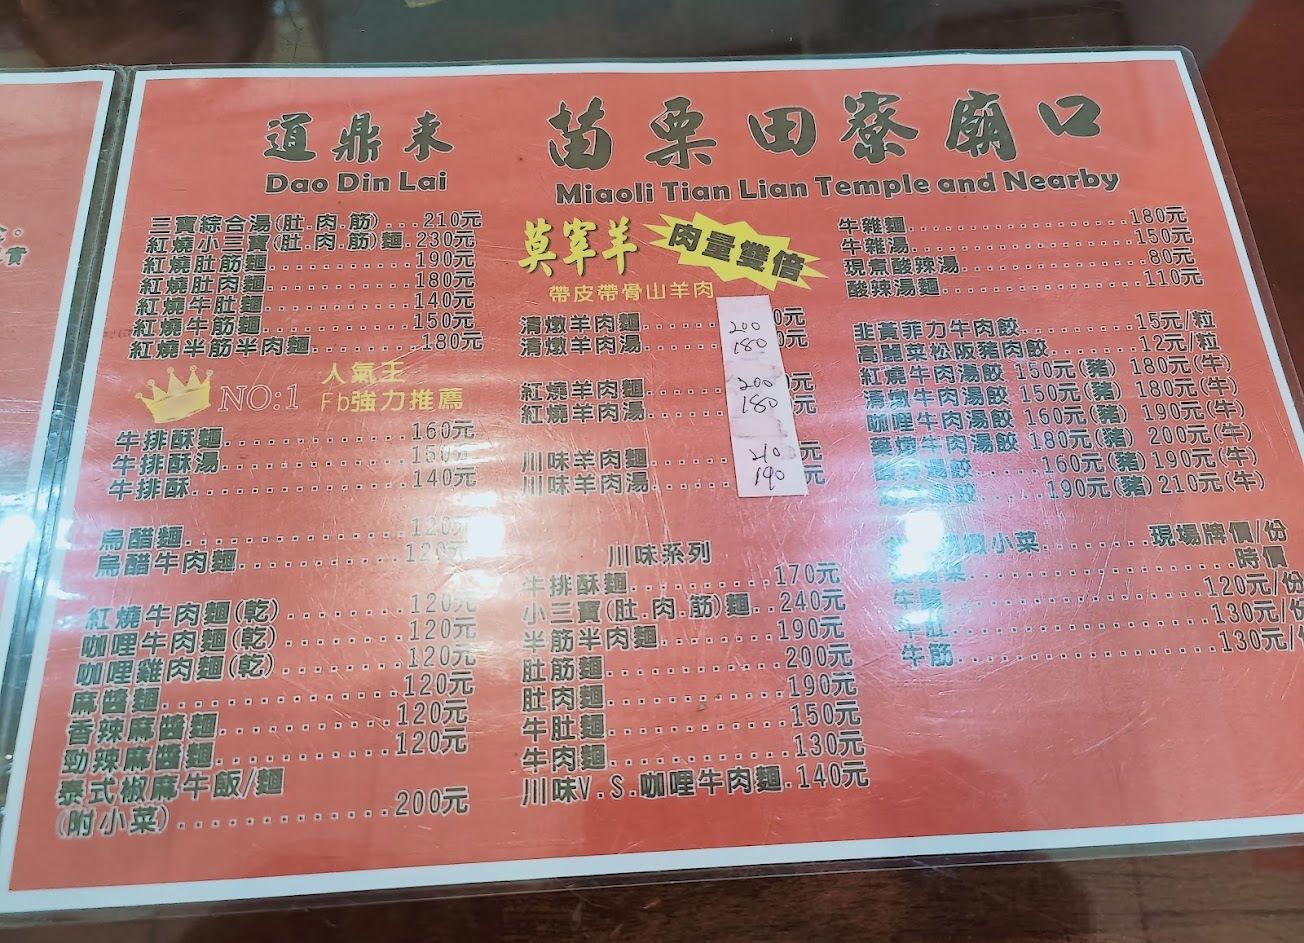 道鼎来
Dao Din Lai
苗栗田寮廟口
Miaoli Tian Lian Temple and Nearby
三寶綜合湯(肚.肉.筋)...210元
紅燒小三寶(肚.肉.筋)麵.230元
紅燒肚筋麵............190元
紅燒肚肉麵............180元
紅燒牛肚麵............140元
紅燒牛筋麵............150元
紅燒半筋半肉麵........180元
NO:1
人氣王
Fb強力推薦
牛排酥麵..............160元
牛排酥湯..............150元
牛排酥................140元
烏醋麵................120元
烏醋牛肉麵............120元
紅燒牛肉麵(乾)........120元
咖哩牛肉麵(乾)........120元
咖哩雞肉麵(乾)........120元
麻醬麵................120元
香辣麻醬麵............120元
勁辣麻醬麵............120元
泰式椒麻牛飯/麵
(附小菜)..............200元
莫宰羊
肉量雙倍
帶皮帶骨山羊肉
清燉羊肉麵 200
清燉羊肉湯 180
紅燒羊肉麵 200
紅燒羊肉湯 180
川味羊肉麵 210
川味羊肉湯 190
川味系列
牛排酥麵............170元
小三寶(肚.肉.筋)麵..240元
半筋半肉麵..........190元
肚筋麵..............200元
肚肉麵..............190元
牛肚麵..............150元
牛肉麵..............130元
川味V.S.咖哩牛肉麵.140元
牛雜麵..................180元
牛雜湯..................150元
現煮酸辣湯..............80元
酸辣湯麵................110元
韭黃菲力牛肉餃..........15元/粒
高麗菜松阪豬肉餃........12元/粒
紅燒牛肉湯餃 150元(豬) 180元(牛)
清燉牛肉湯餃 150元(豬) 180元(牛)
咖哩牛肉湯餃 160元(豬) 190元(牛)
牛肉湯餃 180元(豬) 200元(牛)
湯餃......160元(豬)190元(牛)
190元(豬)210元(牛)
小菜.........現場牌價/份
時價
牛腱..................120元/份
牛肚..................130元/份
牛筋..................130元/